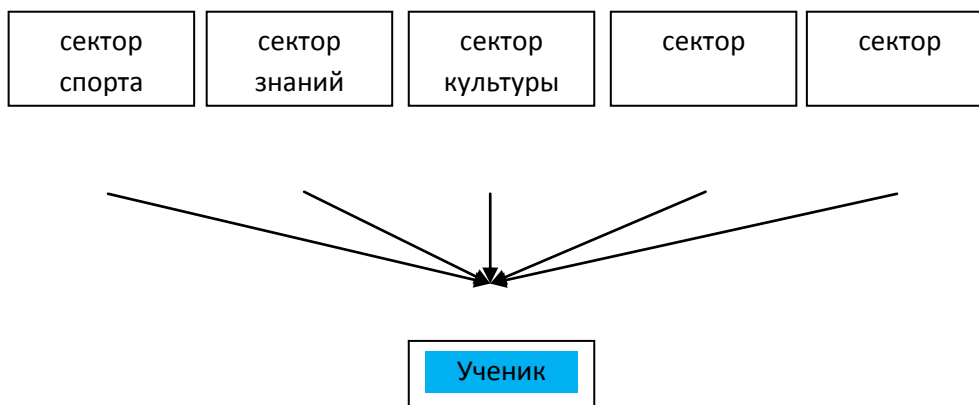 сектор
спорта
сектор
знаний
сектор
культуры
сектор
сектор
Ученик